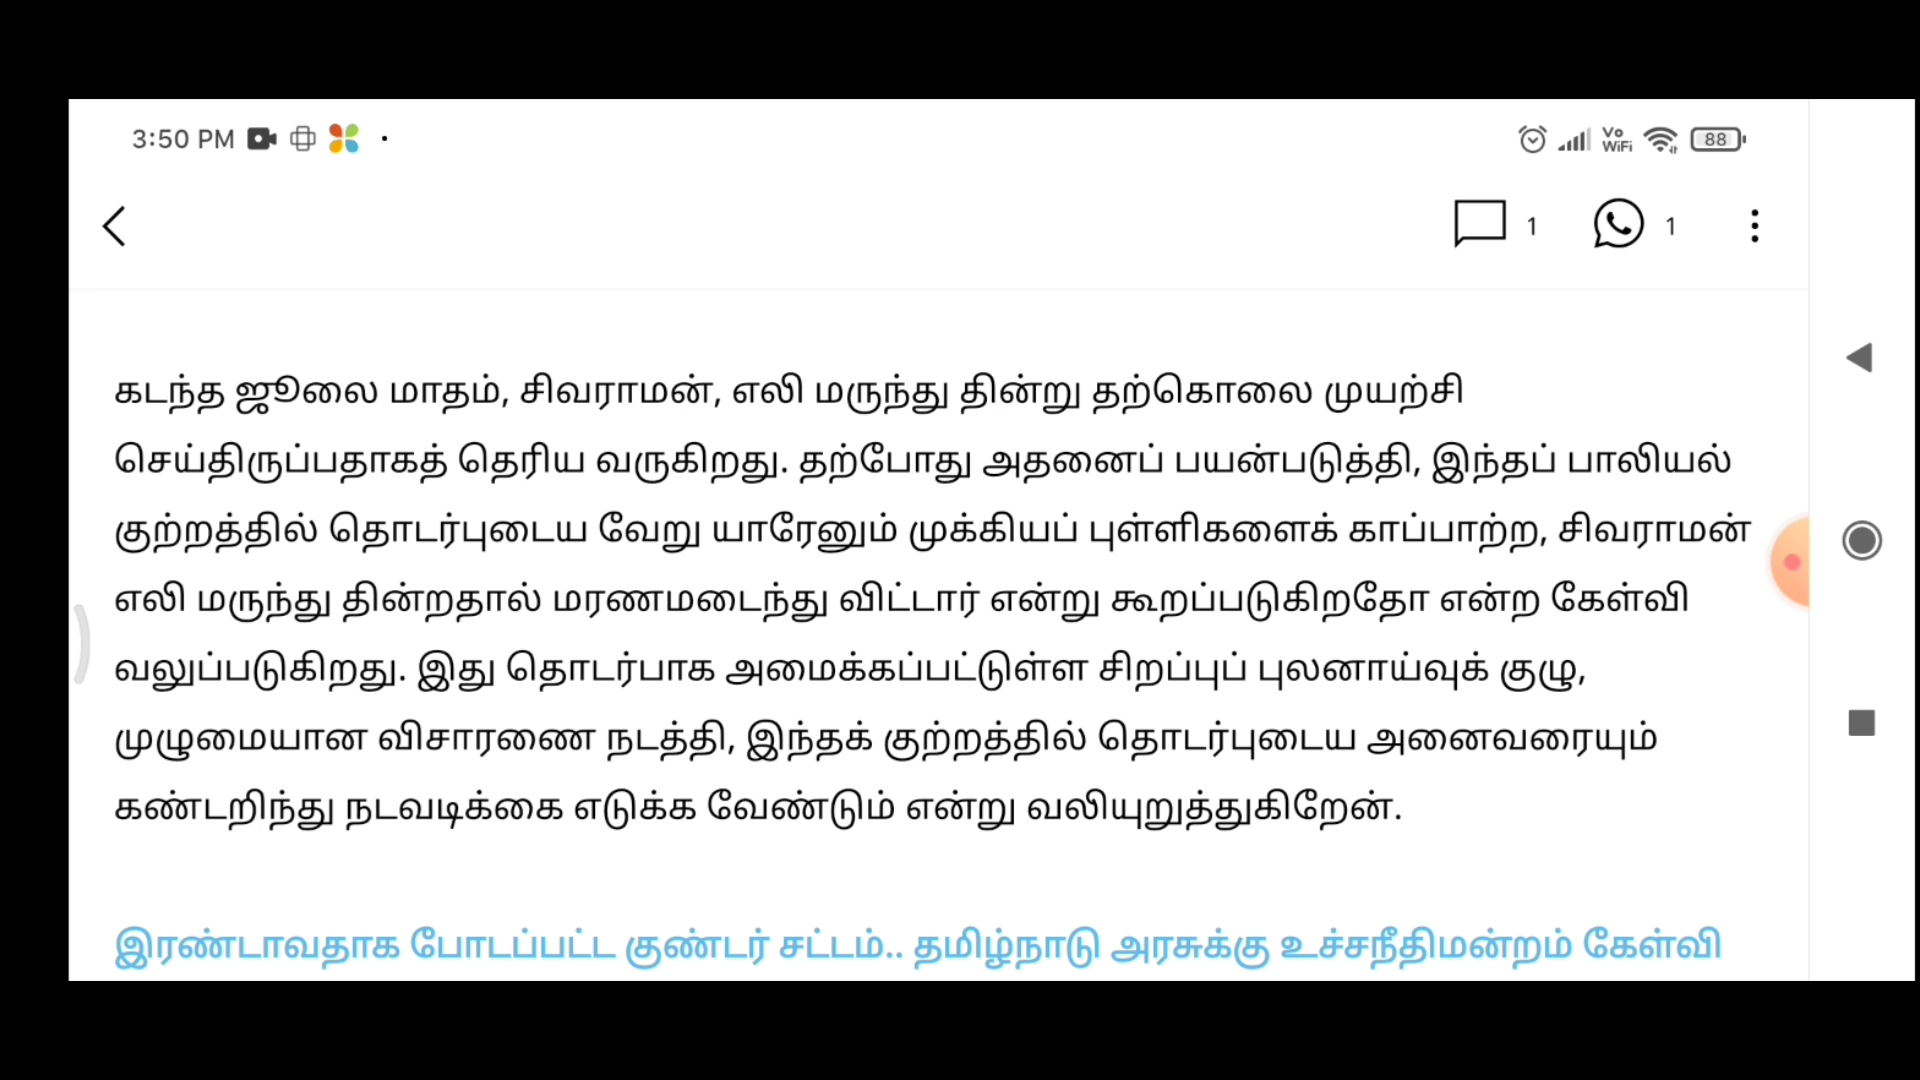 3:50 PM
Vo WiFi
88
1
1
கடந்த ஜூலை மாதம், சிவராமன், எலி மருந்து தின்று தற்கொலை முயற்சி
செய்திருப்பதாகத் தெரிய வருகிறது. தற்போது அதனைப் பயன்படுத்தி, இந்தப் பாலியல்
குற்றத்தில் தொடர்புடைய வேறு யாரேனும் முக்கியப் புள்ளிகளைக் காப்பாற்ற, சிவராமன்
எலி மருந்து தின்றதால் மரணமடைந்து விட்டார் என்று கூறப்படுகிறதோ என்ற கேள்வி
வலுப்படுகிறது. இது தொடர்பாக அமைக்கப்பட்டுள்ள சிறப்புப் புலனாய்வுக் குழு,
முழுமையான விசாரணை நடத்தி, இந்தக் குற்றத்தில் தொடர்புடைய அனைவரையும்
கண்டறிந்து நடவடிக்கை எடுக்க வேண்டும் என்று வலியுறுத்துகிறேன்.
இரண்டாவதாக போடப்பட்ட குண்டர் சட்டம்.. தமிழ்நாடு அரசுக்கு உச்சநீதிமன்றம் கேள்வி